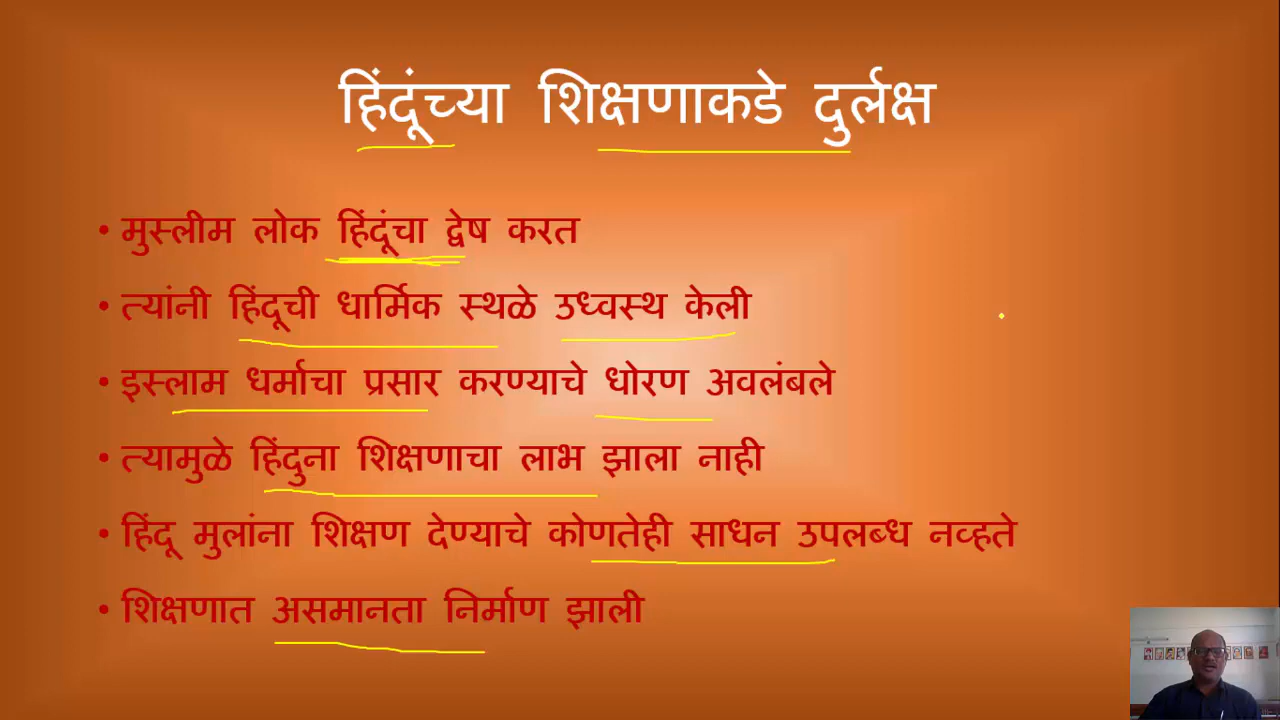 हिंदूंच्या शिक्षणाकडे दुर्लक्ष
• मुस्लीम लोक हिंदूंचा द्वेष करत
• त्यांनी हिंदूची धार्मिक स्थळे उध्वस्थ केली
• इस्लाम धर्माचा प्रसार करण्याचे धोरण अवलंबले
• त्यामुळे हिंदुना शिक्षणाचा लाभ झाला नाही
• हिंदू मुलांना शिक्षण देण्याचे कोणतेही साधन उपलब्ध नव्हते
• शिक्षणात असमानता निर्माण झाली